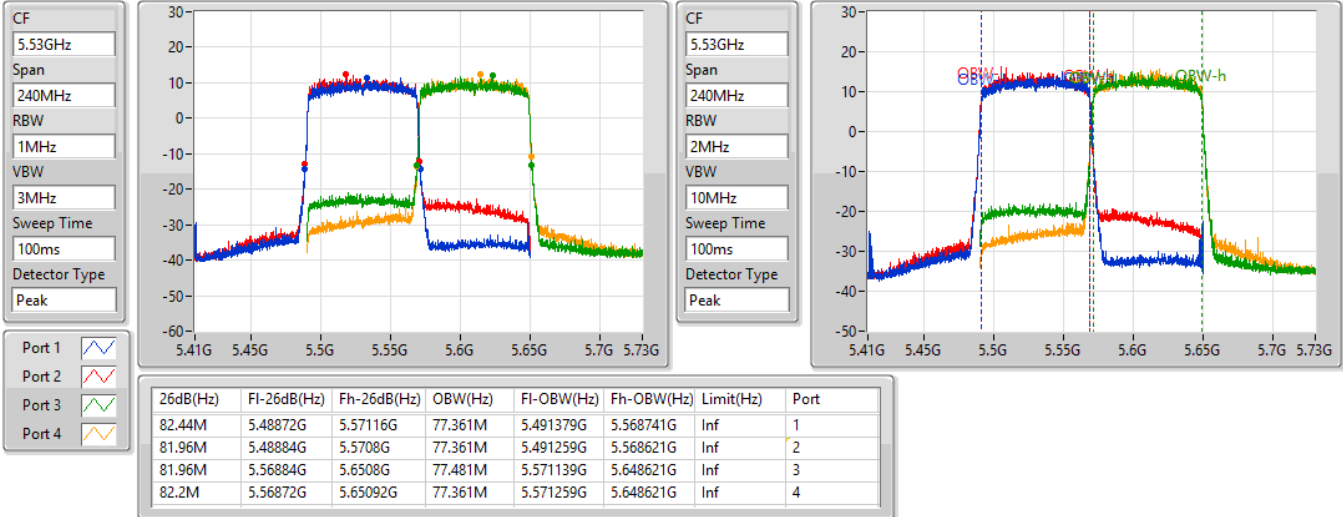 CF
5.53GHz
Span
240MHz
RBW
1MHz
VBW
3MHz
Sweep Time
100ms
Detector Type
Peak
30
20
10
0
-10
-20
-30
-40
-50
-60
5.41G 5.45G 5.5G 5.55G 5.6G 5.65G 5.7G 5.73G
CF
5.53GHz
Span
240MHz
RBW
2MHz
VBW
10MHz
Sweep Time
100ms
Detector Type
Peak
30
20
10
0
-10
-20
-30
-40
-50
OBW-h
5.41G 5.45G 5.5G 5.55G 5.6G 5.65G 5.7G 5.73G
Port 1
Port 2
Port 3
Port 4
26dB(Hz) Fl-26dB(Hz) Fh-26dB(Hz) OBW(Hz) Fl-OBW(Hz) Fh-OBW(Hz) Limit(Hz) Port
82.44M 5.48872G 5.57116G 77.361M 5.491379G 5.568741G Inf 1
81.96M 5.48884G 5.5708G 77.361M 5.491259G 5.568621G Inf 2
81.96M 5.56884G 5.6508G 77.481M 5.571139G 5.648621G Inf 3
82.2M 5.56872G 5.65092G 77.361M 5.571259G 5.648621G Inf 4